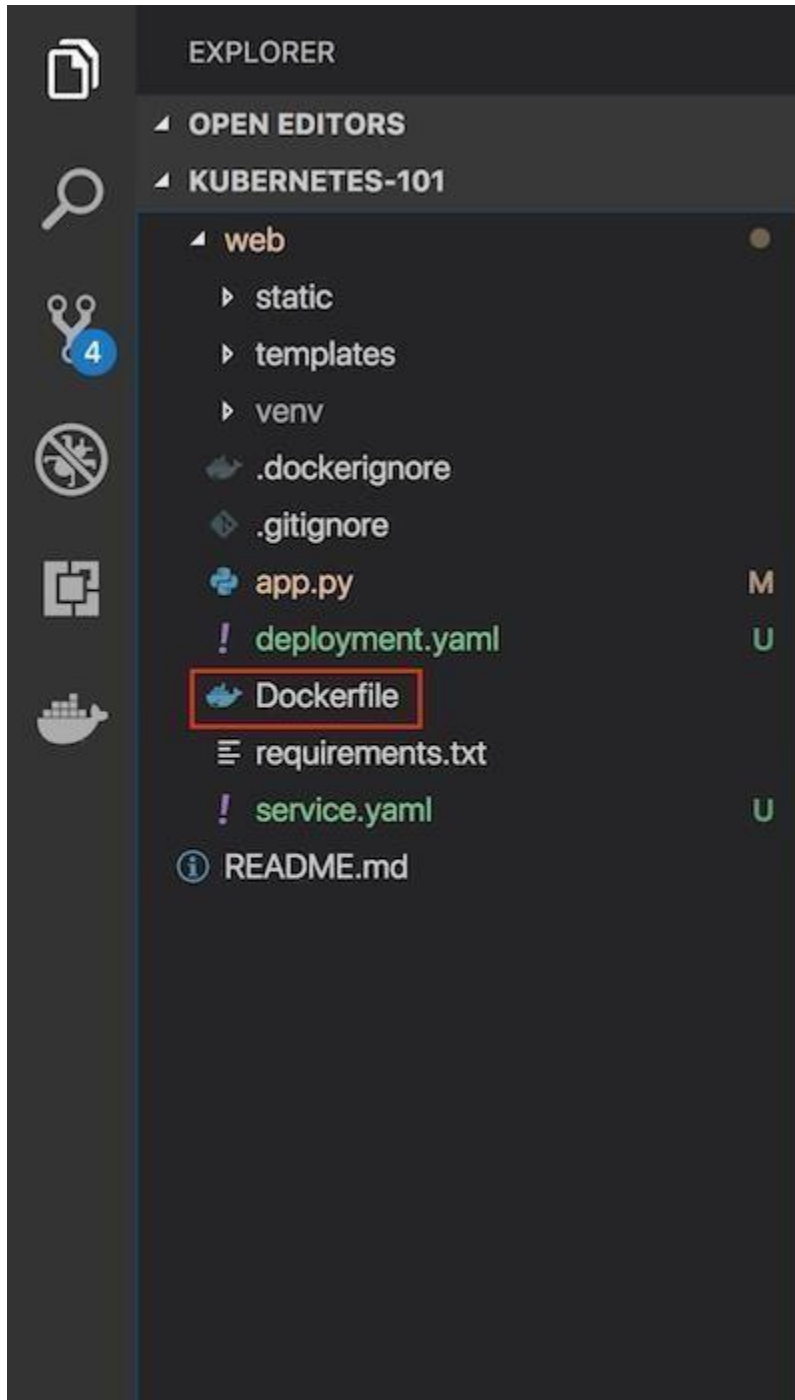 EXPLORER
OPEN EDITORS
KUBERNETES-101
web
static
templates
4
venv
.dockerignore
.gitignore
app.py M
deployment.yaml U
Dockerfile
requirements.txt
service.yaml U
README.md